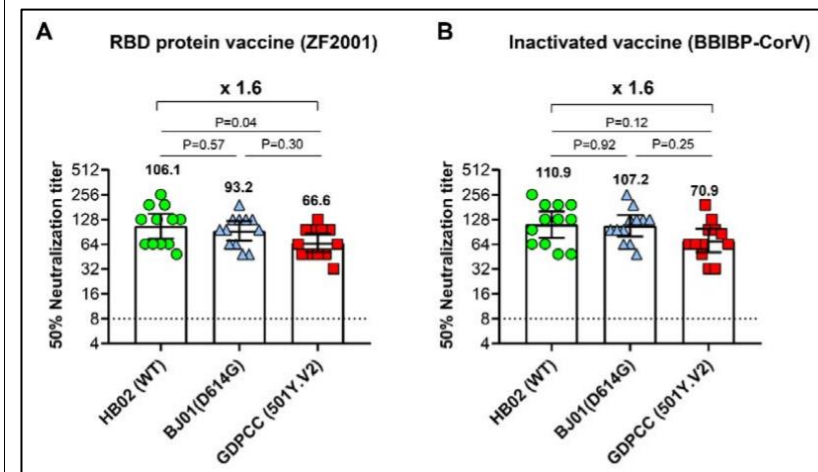 A
RBD protein vaccine (ZF2001)
x 1.6
P=0.04
P=0.57
P=0.30
106.1
93.2
66.6
50% Neutralization titer
512
256
128
64
32
16
8
4
HB02 (WT)
BJ01(D614G)
GDPCC (501Y.V2)
B
Inactivated vaccine (BBIBP-CorV)
x 1.6
P=0.12
P=0.92
P=0.25
110.9
107.2
70.9
50% Neutralization titer
512
256
128
64
32
16
8
4
HB02 (WT)
BJ01(D614G)
GDPCC (501Y.V2)